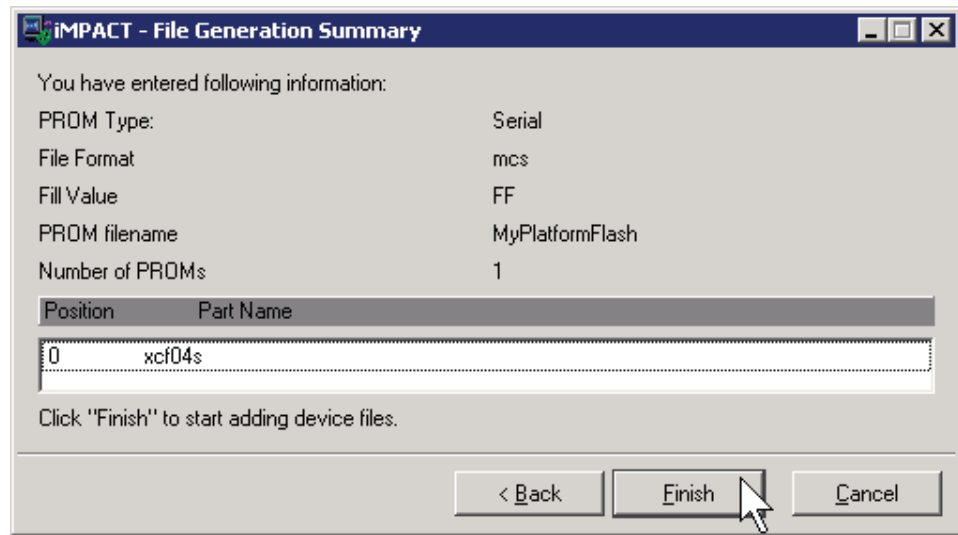 iMPACT - File Generation Summary
You have entered following information:
PROM Type: Serial
File Format mcs
Fill Value FF
PROM filename MyPlatformFlash
Number of PROMs 1
Position Part Name
0 xcf04s
Click "Finish" to start adding device files.
< Back Finish Cancel